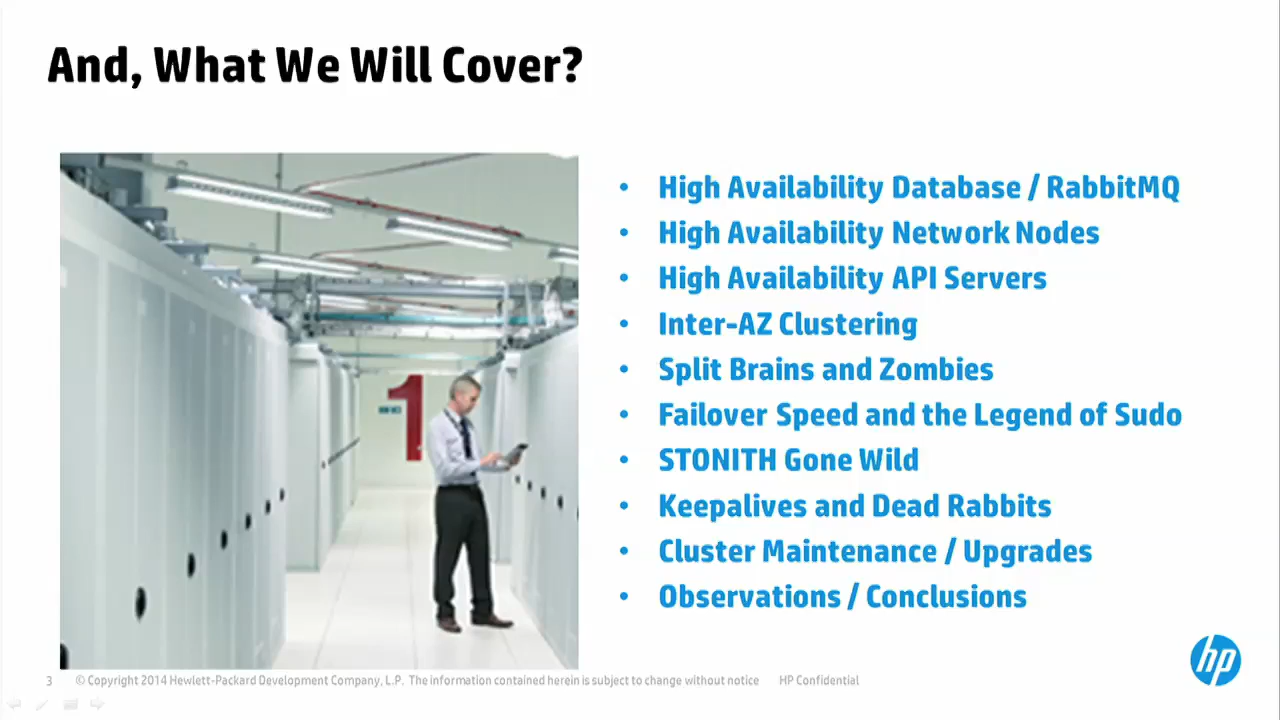 And, What We Will Cover?
1
• High Availability Database / RabbitMQ
• High Availability Network Nodes
• High Availability API Servers
• Inter-AZ Clustering
• Split Brains and Zombies
• Failover Speed and the Legend of Sudo
• STONITH Gone Wild
• Keepalives and Dead Rabbits
• Cluster Maintenance / Upgrades
• Observations / Conclusions
hp
3 © Copyright 2014 Hewlett-Packard Development Company, L.P. The information contained herein is subject to change without notice HP Confidential